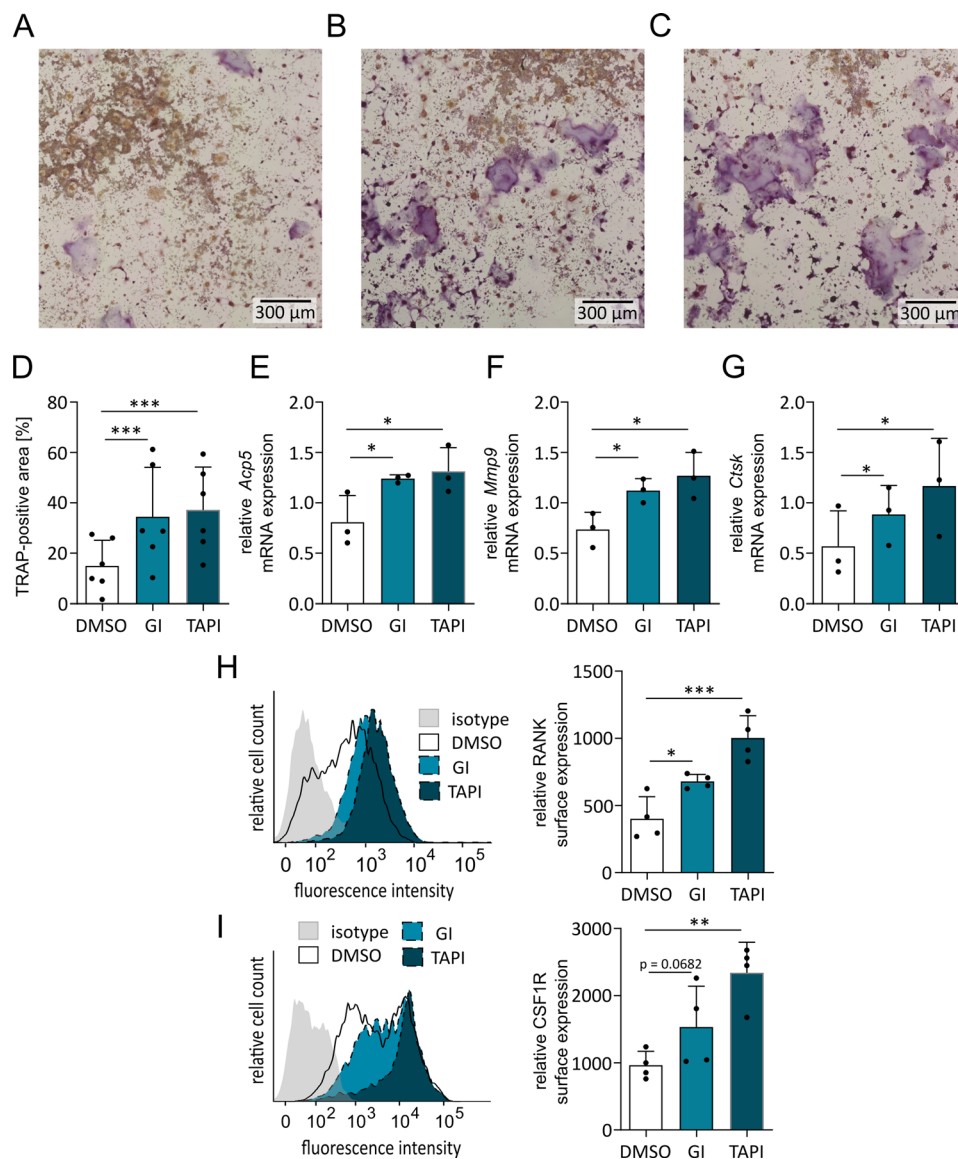 A
B
C
300 µm
300 µm
300 µm
D
E
F
G
TRAP-positive area [%]
80
60
40
20
0
***
***
DMSO GI TAPI
relative Acp5
mRNA expression
2.0
1.5
1.0
0.5
0.0
*
*
DMSO GI TAPI
relative Mmp9
mRNA expression
2.0
1.5
1.0
0.5
0.0
*
*
DMSO GI TAPI
relative Ctsk
mRNA expression
2.0
1.5
1.0
0.5
0.0
*
*
DMSO GI TAPI
H
relative cell count
isotype
DMSO
GI
TAPI
0 10² 10³ 10⁴ 10⁵
fluorescence intensity
relative RANK
surface expression
1500
1000
500
0
***
*
DMSO GI TAPI
I
isotype GI
DMSO TAPI
relative cell count
0 10² 10³ 10⁴ 10⁵
fluorescence intensity
relative CSF1R
surface expression
3000
2000
1000
0
**
p = 0.0682
DMSO GI TAPI